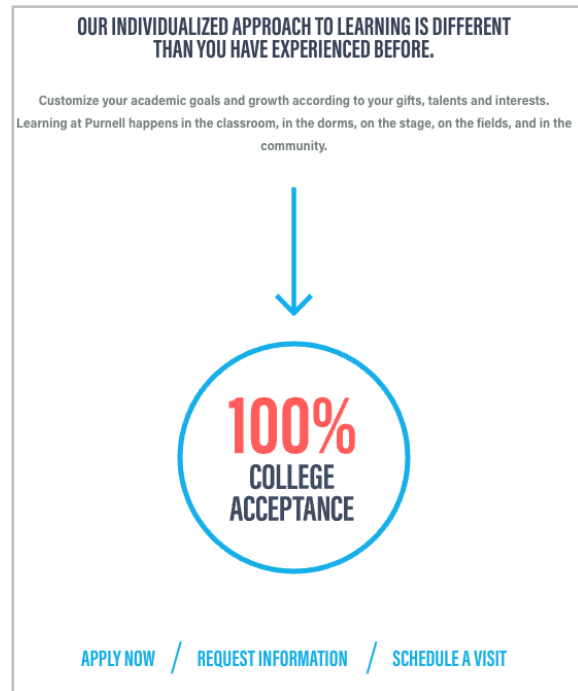 OUR INDIVIDUALIZED APPROACH TO LEARNING IS DIFFERENT
THAN YOU HAVE EXPERIENCED BEFORE.
Customize your academic goals and growth according to your gifts, talents and interests.
Learning at Purnell happens in the classroom, in the dorms, on the stage, on the fields, and in the
community.
100%
COLLEGE
ACCEPTANCE
APPLY NOW / REQUEST INFORMATION / SCHEDULE A VISIT